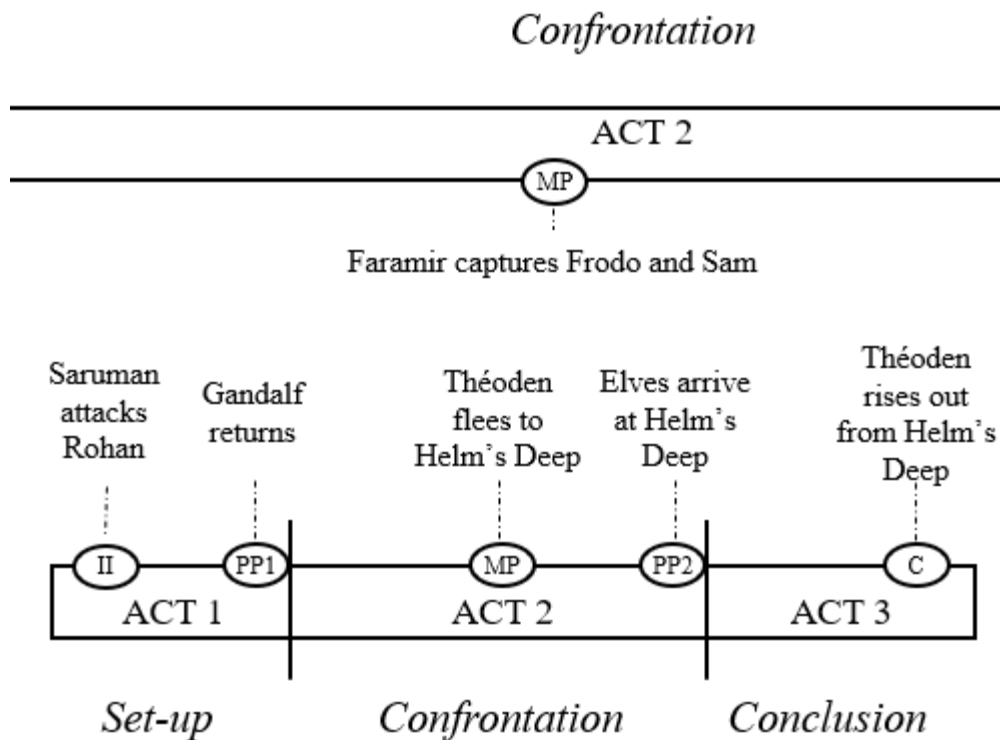 Confrontation
ACT 2
MP
Faramir captures Frodo and Sam
Saruman
attacks
Rohan
Gandalf
returns
Théoden
flees to
Helm’s Deep
Elves arrive
at Helm’s
Deep
Théoden
rises out
from Helm’s
Deep
II
PP1
MP
PP2
C
ACT 1
ACT 2
ACT 3
Set-up
Confrontation
Conclusion